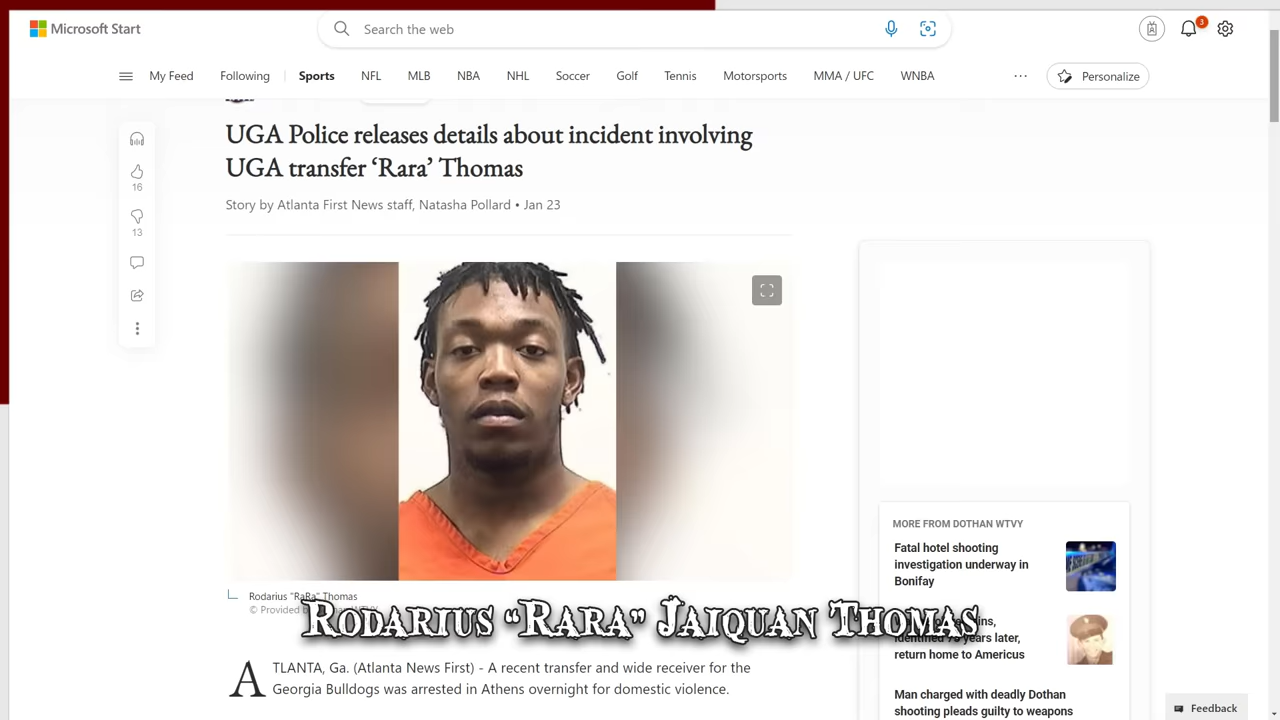 Microsoft Start
Search the web
3
My Feed
Following
Sports
NFL
MLB
NBA
NHL
Soccer
Golf
Tennis
Motorsports
MMA / UFC
WNBA
Personalize
UGA Police releases details about incident involving
UGA transfer ‘Rara’ Thomas
16
Story by Atlanta First News staff, Natasha Pollard • Jan 23
13
MORE FROM DOTHAN WTVY
Fatal hotel shooting
investigation underway in
Bonifay
Rodarius "RaRa" Thomas
© Provided
RODARIUS “RARA” JAIQUAN THOMAS
years later,
return home to Americus
ATLANTA, Ga. (Atlanta News First) - A recent transfer and wide receiver for the
Georgia Bulldogs was arrested in Athens overnight for domestic violence.
Man charged with deadly Dothan
shooting pleads guilty to weapons
Feedback